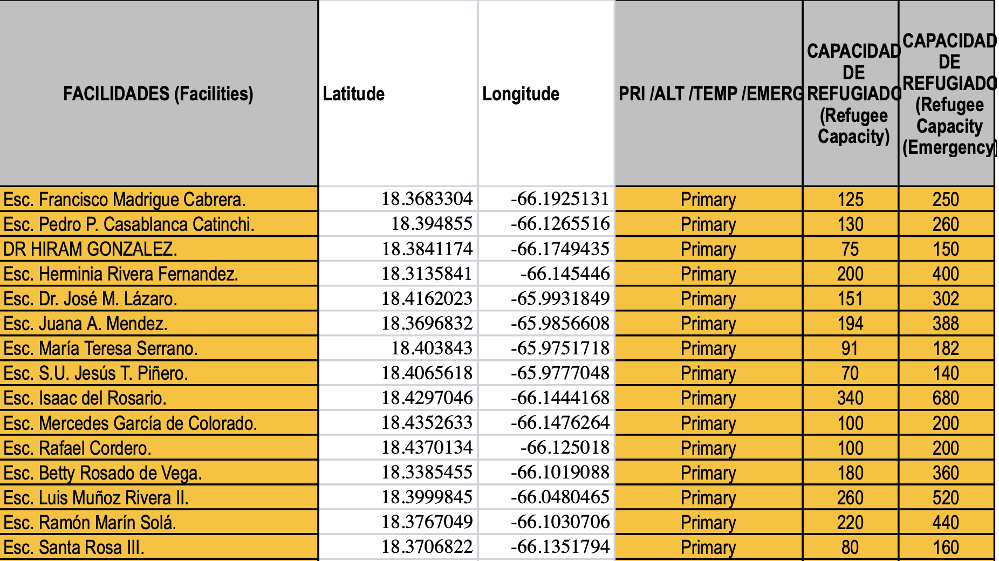 FACILIDADES (Facilities) Latitude Longitude PRI /ALT /TEMP /EMERG CAPACIDAD DE REFUGIADO (Refugee Capacity) CAPACIDAD DE REFUGIADO (Refugee Capacity (Emergency)
Esc. Francisco Madrigue Cabrera. 18.3683304 -66.1925131 Primary 125 250
Esc. Pedro P. Casablanca Catinchi. 18.394855 -66.1265516 Primary 130 260
DR HIRAM GONZALEZ. 18.3841174 -66.1749435 Primary 75 150
Esc. Herminia Rivera Fernandez. 18.3135841 -66.145446 Primary 200 400
Esc. Dr. José M. Lázaro. 18.4162023 -65.9931849 Primary 151 302
Esc. Juana A. Mendez. 18.3696832 -65.9856608 Primary 194 388
Esc. María Teresa Serrano. 18.403843 -65.9751718 Primary 91 182
Esc. S.U. Jesús T. Piñero. 18.4065618 -65.9777048 Primary 70 140
Esc. Isaac del Rosario. 18.4297046 -66.1444168 Primary 340 680
Esc. Mercedes García de Colorado. 18.4352633 -66.1476264 Primary 100 200
Esc. Rafael Cordero. 18.4370134 -66.125018 Primary 100 200
Esc. Betty Rosado de Vega. 18.3385455 -66.1019088 Primary 180 360
Esc. Luis Muñoz Rivera II. 18.3999845 -66.0480465 Primary 260 520
Esc. Ramón Marín Solá. 18.3767049 -66.1030706 Primary 220 440
Esc. Santa Rosa III. 18.3706822 -66.1351794 Primary 80 160